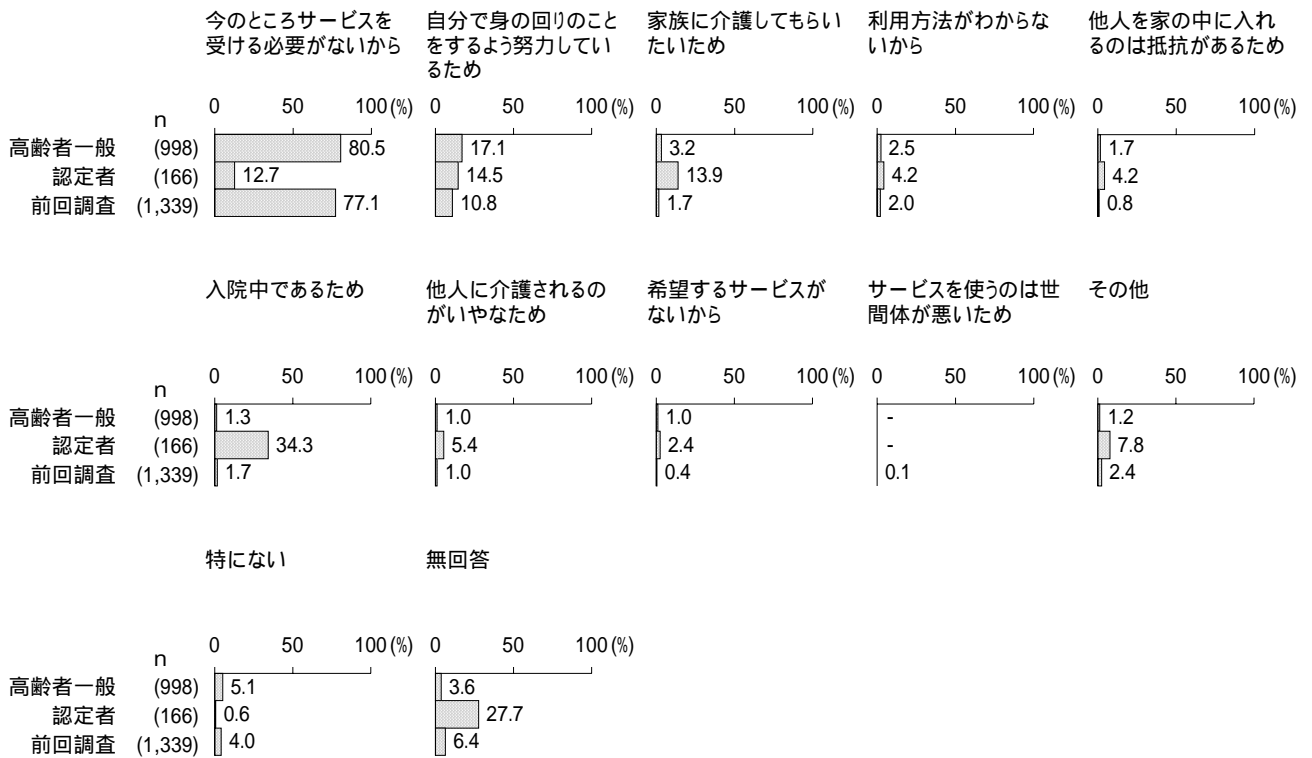 今のところサービスを 自分で身の回りのこと 家族に介護してもらい 利用方法がわからな 他人を家の中に入れ
受ける必要がないから をするよう努力してい たいため いから るのは抵抗があるため
るため
0 50 100(%) 0 50 100(%) 0 50 100(%) 0 50 100(%) 0 50 100(%)
n
高齢者一般 (998) 80.5 17.1 3.2 2.5 1.7
認定者 (166) 12.7 14.5 13.9 4.2 4.2
前回調査 (1,339) 77.1 10.8 1.7 2.0 0.8
入院中であるため 他人に介護されるの 希望するサービスが サービスを使うのは世 その他
がいやなため ないから 間体が悪いため
0 50 100(%) 0 50 100(%) 0 50 100(%) 0 50 100(%) 0 50 100(%)
n
高齢者一般 (998) 1.3 1.0 1.0 - 1.2
認定者 (166) 34.3 5.4 2.4 - 7.8
前回調査 (1,339) 1.7 1.0 0.4 0.1 2.4
特にない 無回答
0 50 100(%) 0 50 100(%)
n
高齢者一般 (998) 5.1 3.6
認定者 (166) 0.6 27.7
前回調査 (1,339) 4.0 6.4